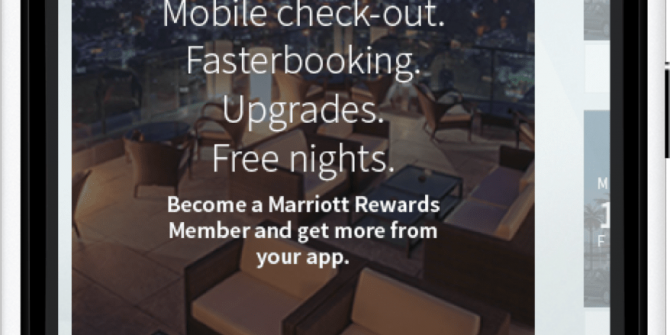 Mobile check-out.
Fasterbooking.
Upgrades.
Free nights.
Become a Marriott Rewards
Member and get more from
your app.
M
1
F